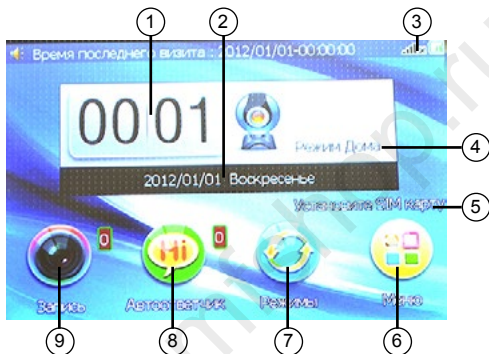 1 2 3
Время последнего визита : 2012/01/01-00:00:00
00 01
Режим Дома
4
2012/01/01 Воскресенье
Установите SIM карту
5
0 Hi 0
Запись Автоответчик Режимы Меню
9 8 7 6